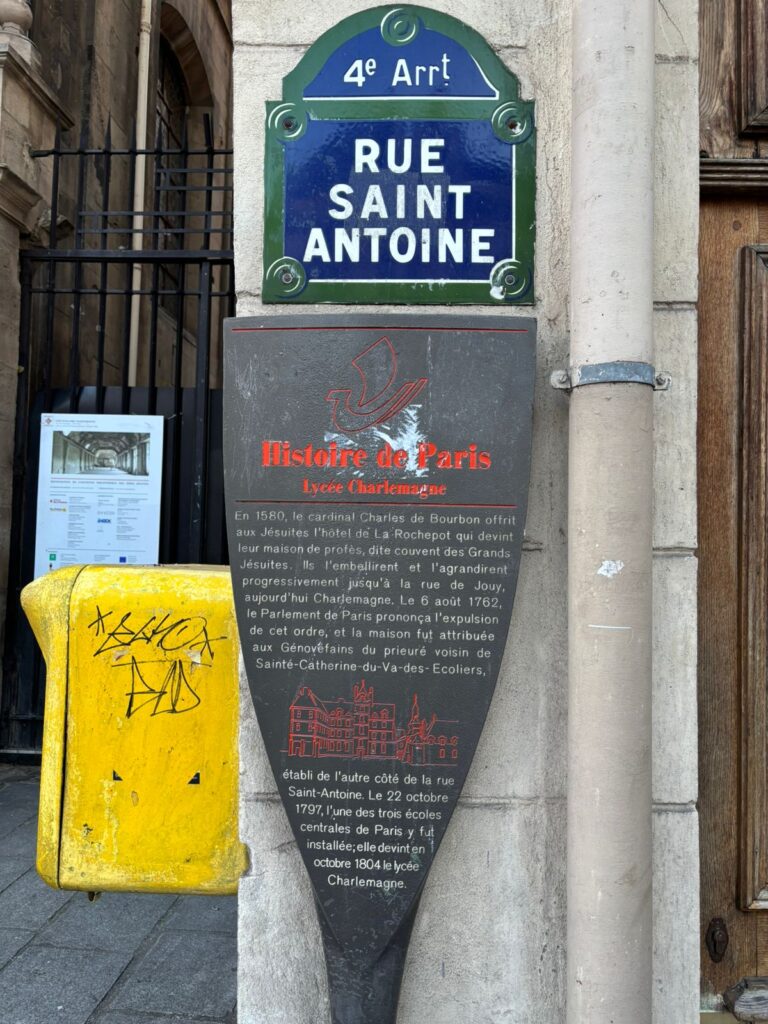 4e Arrt
RUE
SAINT
ANTOINE
Histoire de Paris
Lycée Charlemagne
En 1580, le cardinal Charles de Bourbon offrit
aux Jésuites l'hôtel de La Rochepot qui devint
leur maison de profès, dite couvent des Grands
Jésuites. Ils l'embellirent et l'agrandirent
progressivement jusqu'à la rue de Jouy,
aujourd'hui Charlemagne. Le 6 août 1762,
le Parlement de Paris prononça l'expulsion
de cet ordre, et la maison fut attribuée
aux Génovéfains du prieuré voisin de
Sainté-Catherine-du-Va-des-Ecoliers,
établi de l'autre côté de la rue
Saint-Antoine. Le 22 octobre
1797, l'une des trois écoles
centrales de Paris y fut
installée; elle devint en
octobre 1804 le lycée
Charlemagne.